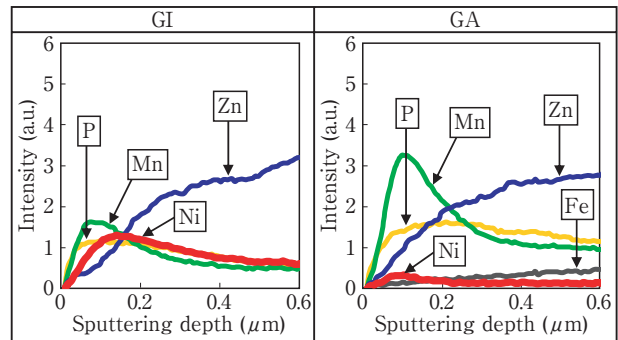 GI
GA
6
5
4
3
2
1
0
Intensity (a.u.)
P
Mn
Zn
Ni
0
0.2
0.4
0.6
Sputtering depth (μm)
6
5
4
3
2
1
0
Intensity (a.u.)
P
Mn
Zn
Fe
Ni
0
0.2
0.4
0.6
Sputtering depth (μm)